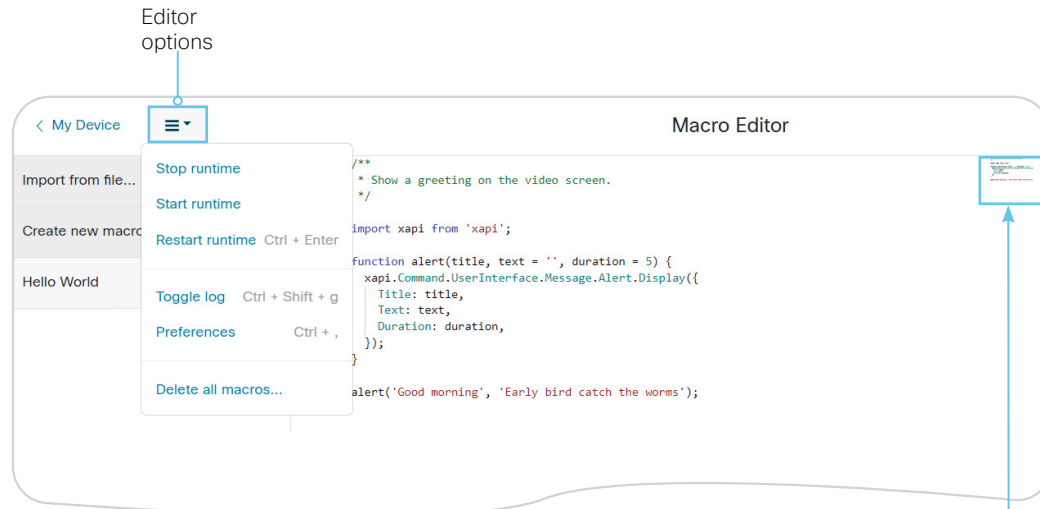 Editor
options
< My Device
Macro Editor
Import from file...
Create new macro
Hello World
Stop runtime
Start runtime
Restart runtime Ctrl + Enter
Toggle log Ctrl + Shift + g
Preferences Ctrl + ,
Delete all macros...
/**
* Show a greeting on the video screen.
*/
import xapi from 'xapi';
function alert(title, text = '', duration = 5) {
xapi.Command.UserInterface.Message.Alert.Display({
Title: title,
Text: text,
Duration: duration,
});
}
alert('Good morning', 'Early bird catch the worms');